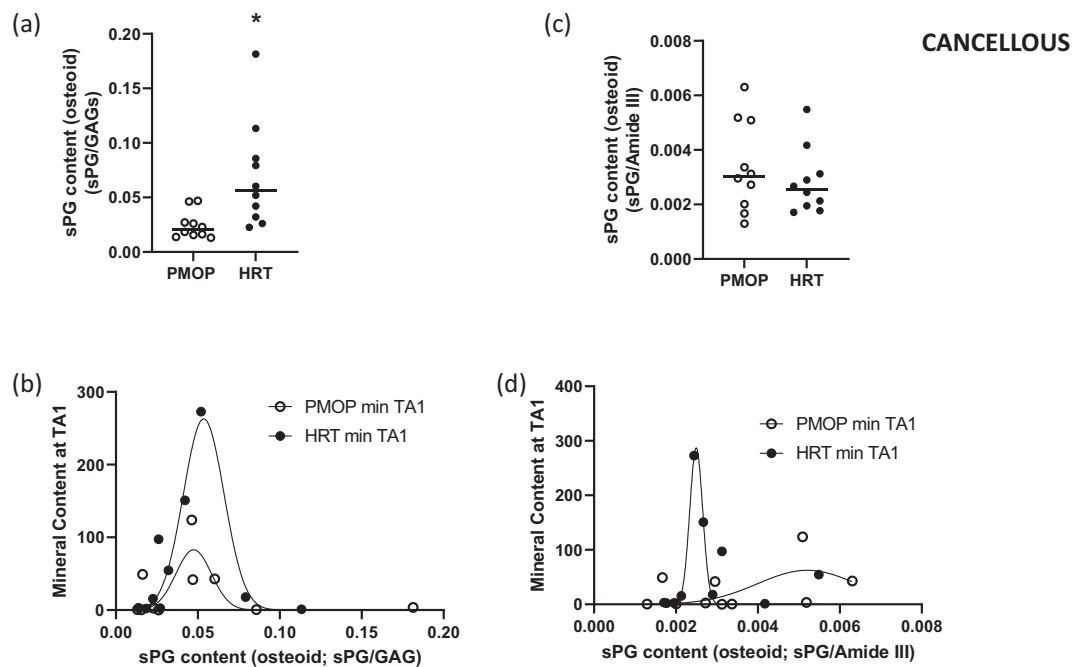 (a)
*
sPG content (osteoid)
(sPG/GAGs)
0.20
0.15
0.10
0.05
0.00
PMOP HRT
(c)
CANCELLOUS
sPG content (osteoid)
(sPG/Amide III)
0.008
0.006
0.004
0.002
0.000
PMOP HRT
(b)
Mineral Content at TA1
300
200
100
0
PMOP min TA1
HRT min TA1
0.00 0.05 0.10 0.15 0.20
sPG content (osteoid; sPG/GAG)
(d)
Mineral Content at TA1
400
300
200
100
0
PMOP min TA1
HRT min TA1
0.000 0.002 0.004 0.006 0.008
sPG content (osteoid; sPG/Amide III)